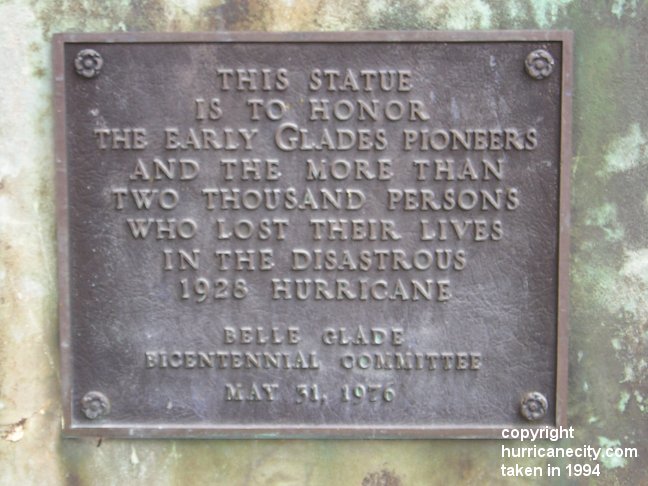 THIS STATUE
IS TO HONOR
THE EARLY GLADES PIONEERS
AND THE MORE THAN
TWO THOUSAND PERSONS
WHO LOST THEIR LIVES
IN THE DISASTROUS
1928 HURRICANE
BELLE GLADE
BICENTENNIAL COMMITTEE
MAY 31, 1976
copyright
hurricanecity.com
taken in 1994